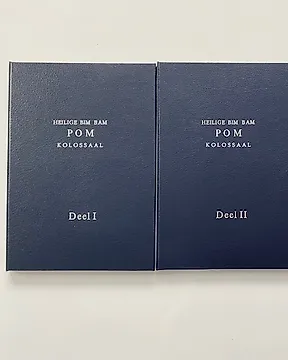 HEILIGE BIM BAM
POM
KOLOSSAAL
Deel I
HEILIGE BIM BAM
POM
KOLOSSAAL
Deel II